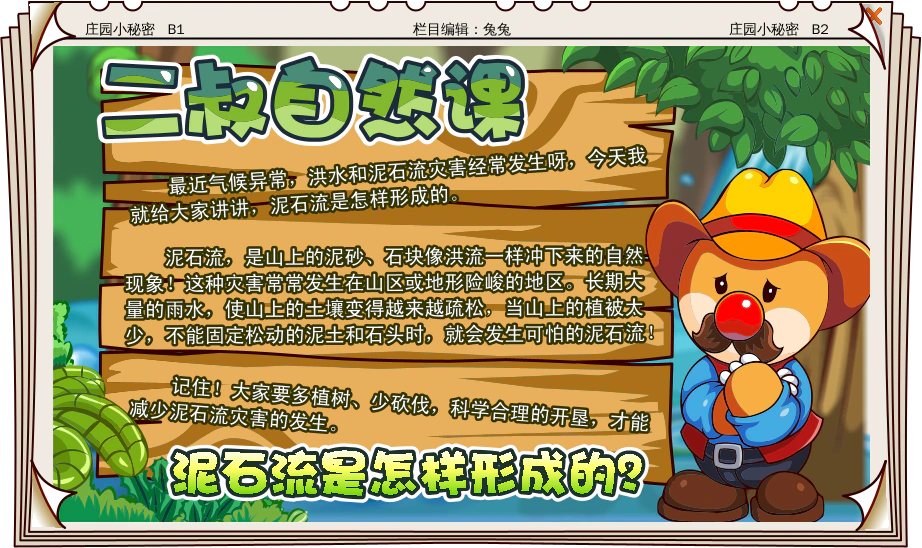 庄园小秘密 B1
栏目编辑：兔兔
庄园小秘密 B2
二叔自然课
最近气候异常，洪水和泥石流灾害经常发生呀，今天我
就给大家讲讲，泥石流是怎样形成的。
泥石流，是山上的泥砂、石块像洪流一样冲下来的自然
现象！这种灾害常常发生在山区或地形险峻的地区。长期大
量的雨水，使山上的土壤变得越来越疏松，当山上的植被太
少，不能固定松动的泥土和石头时，就会发生可怕的泥石流！
记住！大家要多植树、少砍伐，科学合理的开垦，才能
减少泥石流灾害的发生。
泥石流是怎样形成的？